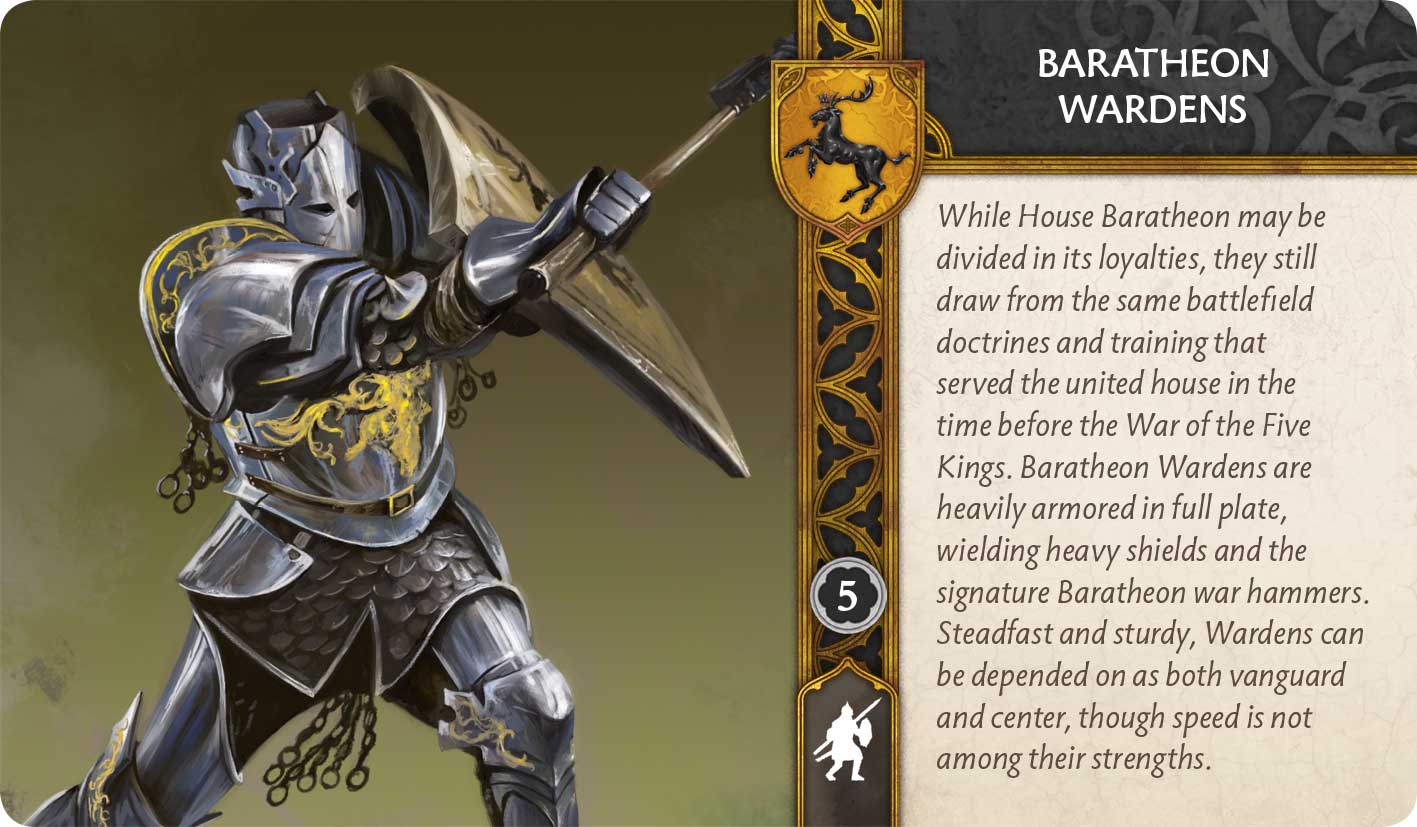 BARATHEON
WARDENS
While House Baratheon may be
divided in its loyalties, they still
draw from the same battlefield
doctrines and training that
served the united house in the
time before the War of the Five
Kings. Baratheon Wardens are
heavily armored in full plate,
wielding heavy shields and the
signature Baratheon war hammers.
Steadfast and sturdy, Wardens can
be depended on as both vanguard
and center, though speed is not
among their strengths.
5